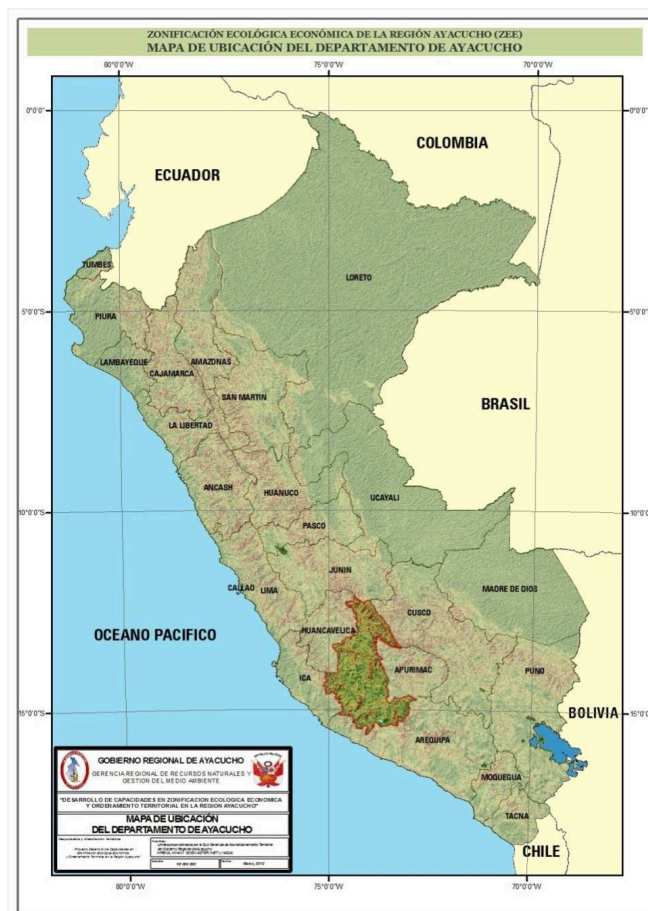 ZONIFICACIÓN ECOLÓGICA ECONÓMICA DE LA REGIÓN AYACUCHO (ZEE)
MAPA DE UBICACIÓN DEL DEPARTAMENTO DE AYACUCHO
80°0'0"W 75°0'0"W 70°0'0"W
0°0'0" 0°0'0"
COLOMBIA
ECUADOR
TUMBES
LORETO
5°0'0"S 5°0'0"S
PIURA
LAMBAYEQUE
AMAZONAS
CAJAMARCA
SAN MARTIN
BRASIL
LA LIBERTAD
ANCASH
HUANUCO
UCAYALI
10°0'0"S 10°0'0"S
PASCO
JUNIN
CALLAO
LIMA
MADRE DE DIOS
CUSCO
HUANCAVELICA
OCEANO PACIFICO
APURIMAC
PUNO
ICA
15°0'0"S 15°0'0"S
BOLIVIA
AREQUIPA
MOQUEGUA
TACNA
CHILE
GOBIERNO REGIONAL DE AYACUCHO
GERENCIA REGIONAL DE RECURSOS NATURALES Y
GESTION DEL MEDIO AMBIENTE
"DESARROLLO DE CAPACIDADES EN ZONIFICACION ECOLOGICA ECONOMICA
Y ORDENAMIENTO TERRITORIAL EN LA REGION AYACUCHO"
MAPA DE UBICACIÓN
DEL DEPARTAMENTO DE AYACUCHO
80°0'0"W 75°0'0"W 70°0'0"W